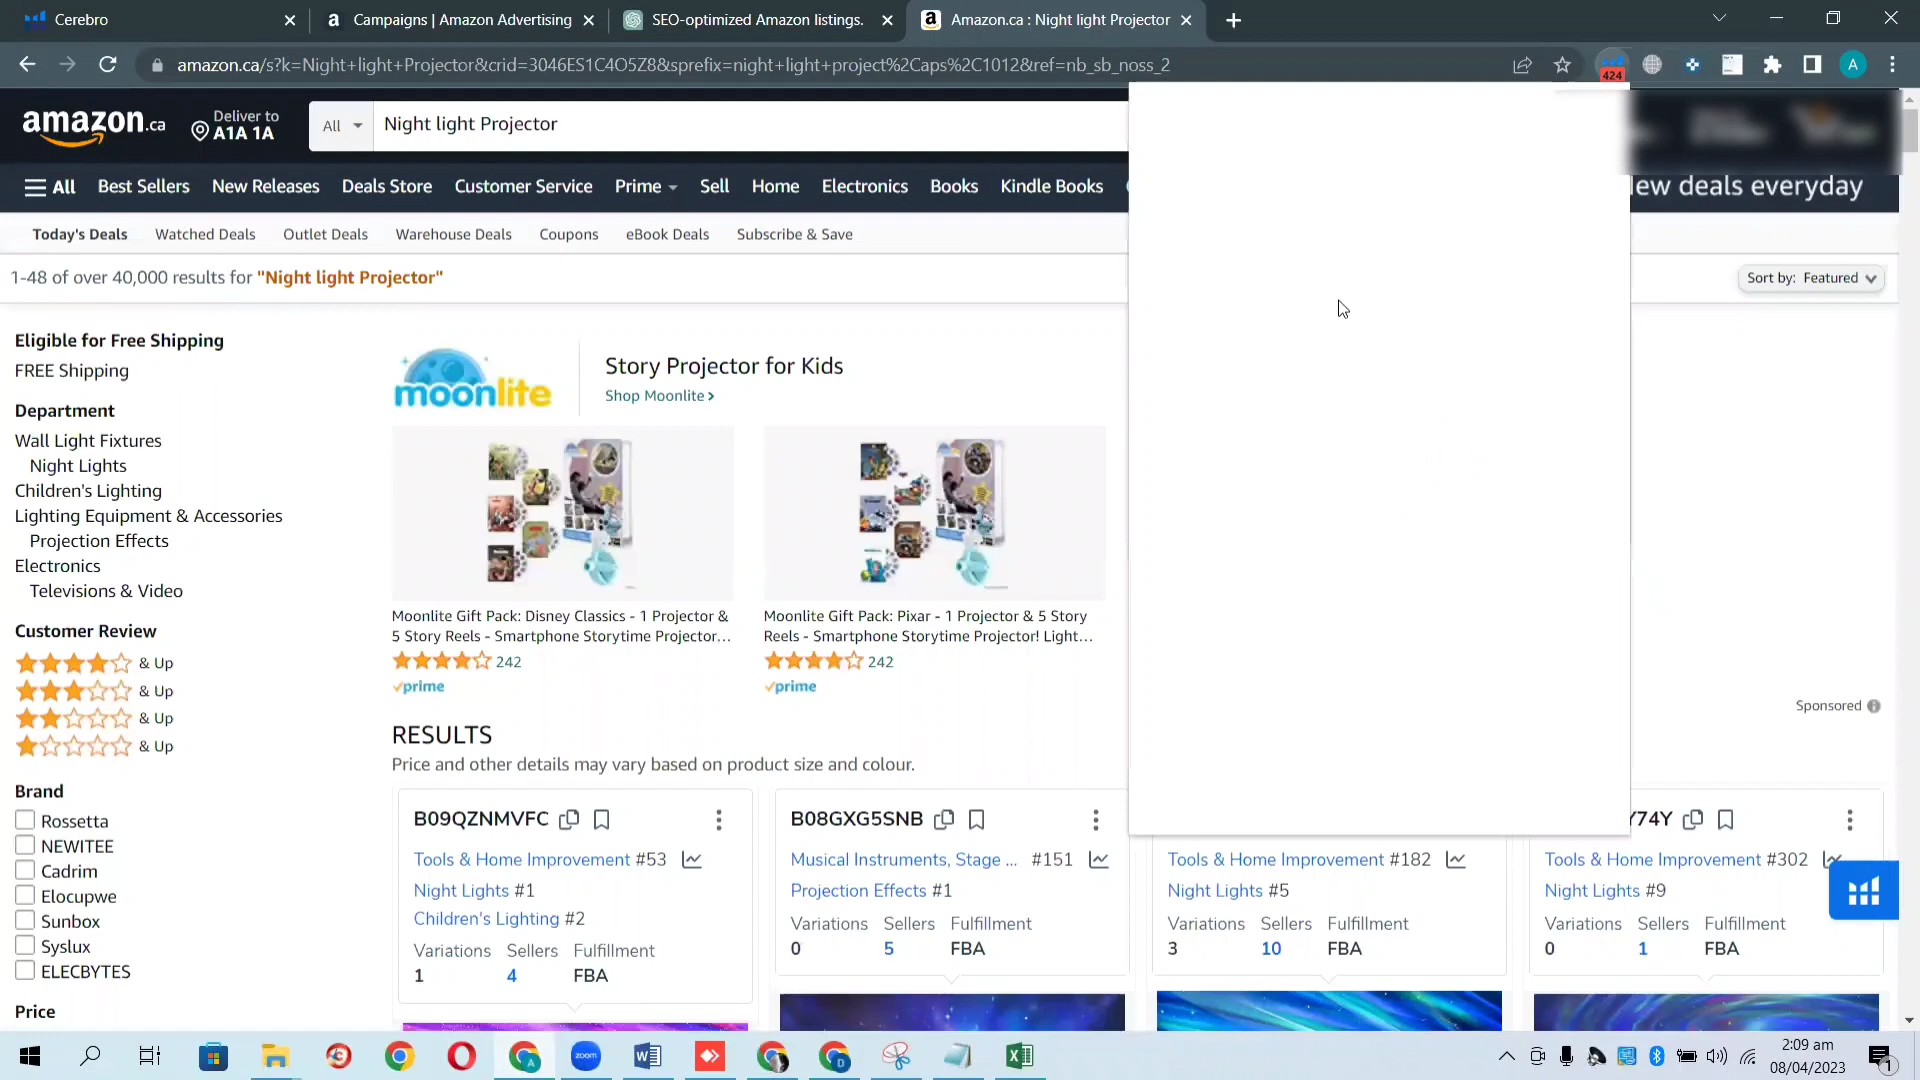 Cerebro
Campaigns | Amazon Advertising
SEO-optimized Amazon listings.
Amazon.ca : Night light Projector
amazon.ca/s?k=Night+light+Projector&crid=3046ES1C4O5Z8&sprefix=night+light+project%2Caps%2C1012&ref=nb_sb_noss_2
424
A
amazon.ca
Deliver to
A1A 1A
All
Night light Projector
All
Best Sellers
New Releases
Deals Store
Customer Service
Prime
Sell
Home
Electronics
Books
Kindle Books
ew deals everyday
Today's Deals
Watched Deals
Outlet Deals
Warehouse Deals
Coupons
eBook Deals
Subscribe & Save
1-48 of over 40,000 results for "Night light Projector"
Sort by: Featured
Eligible for Free Shipping
FREE Shipping
Department
Wall Light Fixtures
Night Lights
Children's Lighting
Lighting Equipment & Accessories
Projection Effects
Electronics
Televisions & Video
Customer Review
& Up
& Up
& Up
& Up
Brand
Rossetta
NEWITEE
Cadrim
Elocupwe
Sunbox
Syslux
ELECBYTES
Price
moonlite
Story Projector for Kids
Shop Moonlite ›
Moonlite Gift Pack: Disney Classics - 1 Projector &
5 Story Reels - Smartphone Storytime Projector...
242
prime
Moonlite Gift Pack: Pixar - 1 Projector & 5 Story
Reels - Smartphone Storytime Projector! Light...
242
prime
Sponsored
RESULTS
Price and other details may vary based on product size and colour.
B09QZNMVFC
Tools & Home Improvement #53
Night Lights #1
Children's Lighting #2
Variations Sellers Fulfillment
1 4 FBA
B08GXG5SNB
Musical Instruments, Stage ... #151
Projection Effects #1
Variations Sellers Fulfillment
0 5 FBA
Tools & Home Improvement #182
Night Lights #5
Variations Sellers Fulfillment
3 10 FBA
Y74Y
Tools & Home Improvement #302
Night Lights #9
Variations Sellers Fulfillment
0 1 FBA
zoom
A
D
2:09 am
08/04/2023
1